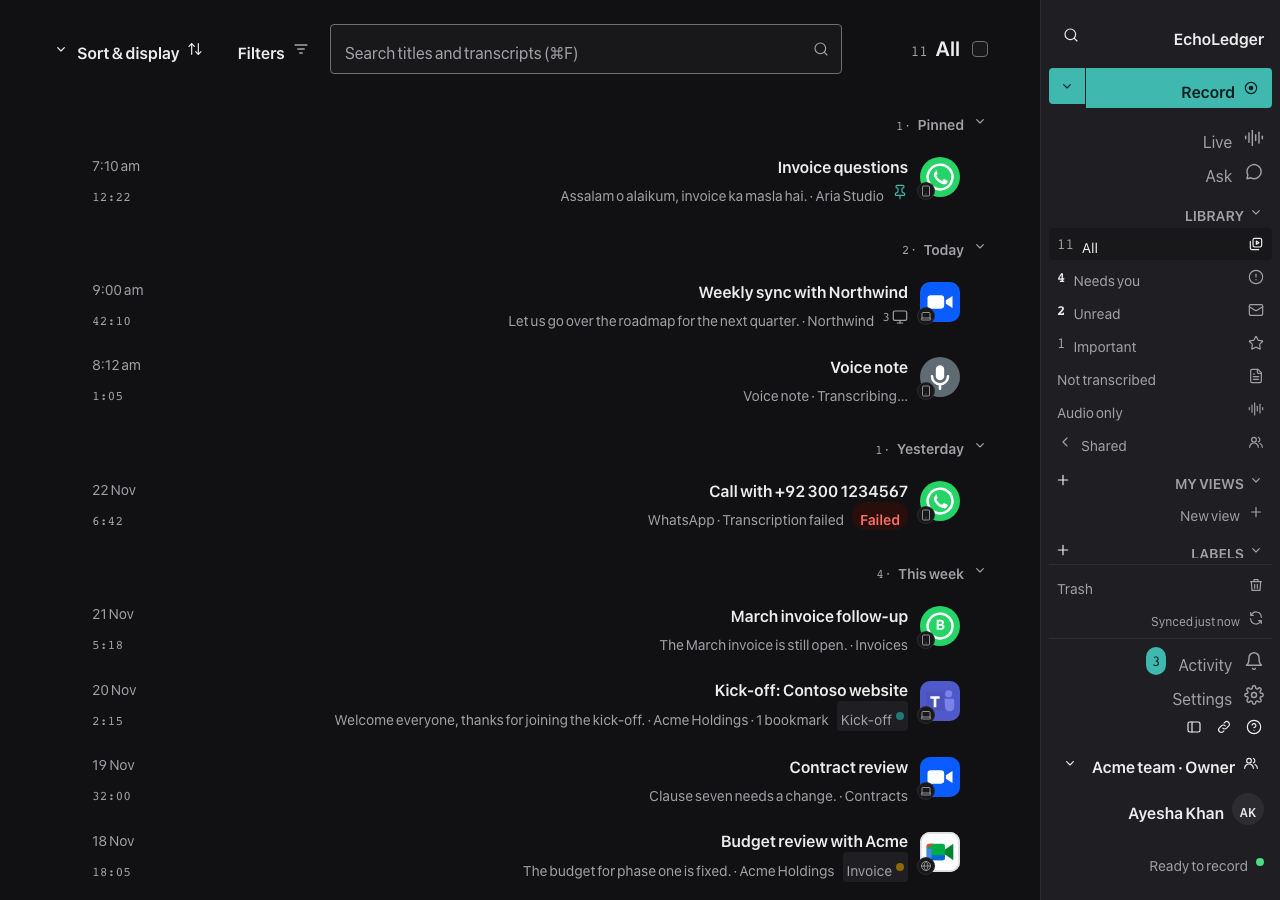 EchoLedger
Record
Live
Ask
LIBRARY
All 11
Needs you 4
Unread 2
Important 1
Not transcribed
Audio only
Shared
MY VIEWS
New view
LABELS
Trash
Synced just now
Activity 3
Settings
Acme team · Owner
AK Ayesha Khan
Ready to record
All 11
Search titles and transcripts (⌘F)
Filters
Sort & display
Pinned · 1
Invoice questions
7:10 am
Assalam o alaikum, invoice ka masla hai. · Aria Studio
12:22
Today · 2
Weekly sync with Northwind
9:00 am
3 Let us go over the roadmap for the next quarter. · Northwind
42:10
Voice note
8:12 am
Voice note · Transcribing...
1:05
Yesterday · 1
Call with +92 300 1234567
22 Nov
Failed WhatsApp · Transcription failed
6:42
This week · 4
B
March invoice follow-up
21 Nov
The March invoice is still open. · Invoices
5:18
T
Kick-off: Contoso website
20 Nov
Kick-off Welcome everyone, thanks for joining the kick-off. · Acme Holdings · 1 bookmark
2:15
Contract review
19 Nov
Clause seven needs a change. · Contracts
32:00
Budget review with Acme
18 Nov
Invoice The budget for phase one is fixed. · Acme Holdings
18:05